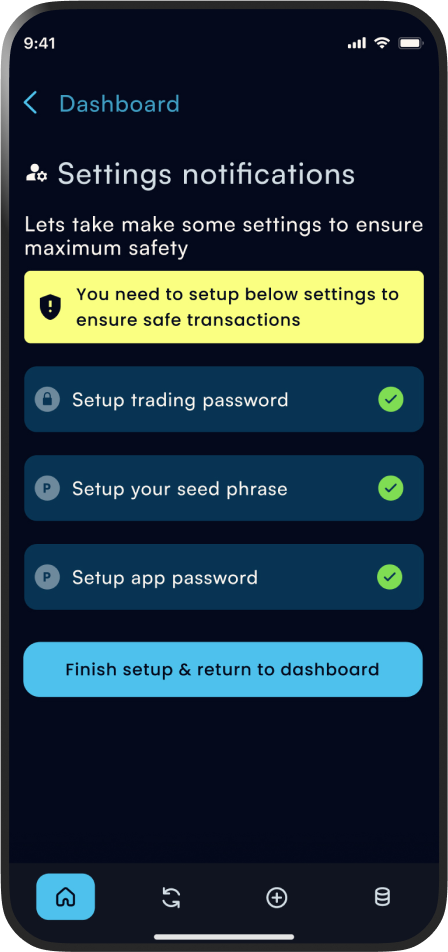 9:41
Dashboard
Settings notifications
Lets take make some settings to ensure
maximum safety
You need to setup below settings to
ensure safe transactions
Setup trading password
P Setup your seed phrase
P Setup app password
Finish setup & return to dashboard